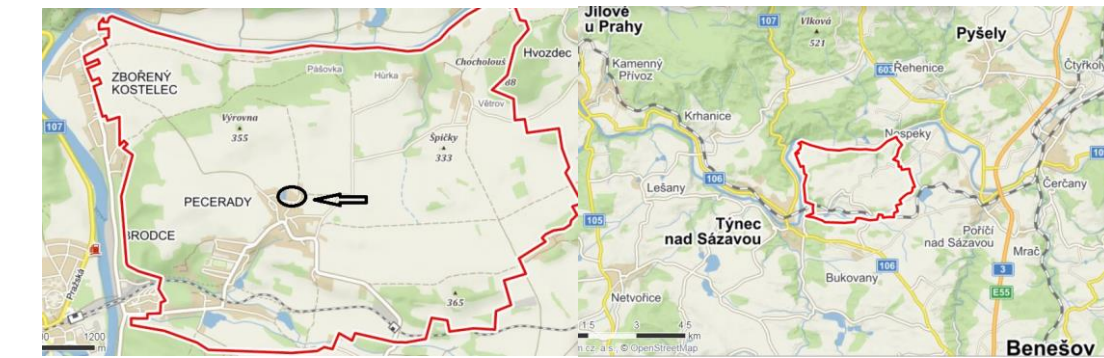 Hvozdec
Chocholouš
68
ZBOŘENÝ
KOSTELEC
Pášovka
Hůrka
Větrov
Výrovna
355
107
Špičky
333
PECERADY
BRODCE
Pražská
365
1200
m
Jílové
u Prahy
107
Vlková
521
Pyšely
Kamenný
Přívoz
603
Řehenice
Čtyřkoly
Krhanice
Nespeky
106
Lešany
Čerčany
105
Týnec
nad Sázavou
Poříčí
nad Sázavou
Mrač
106
Bukovany
3
E55
Netvořice
1.5 3 4.5
km
m cz, a.s., © OpenStreetMap
Benešov